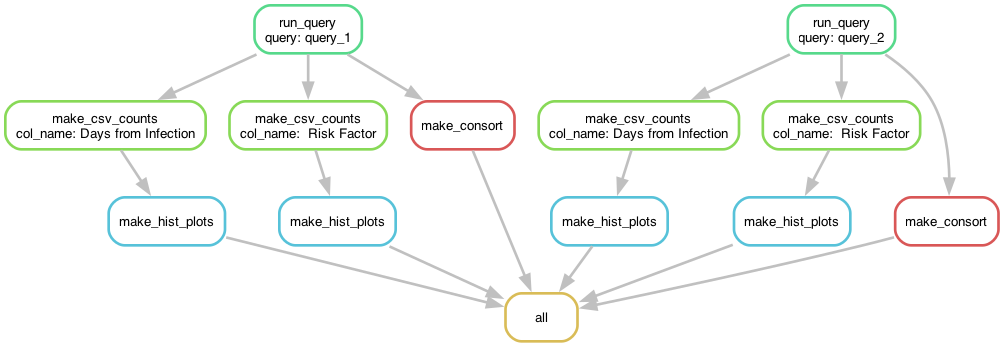 run_query
query: query_1
run_query
query: query_2
make_csv_counts
col_name: Days from Infection
make_csv_counts
col_name:  Risk Factor
make_consort
make_csv_counts
col_name: Days from Infection
make_csv_counts
col_name:  Risk Factor
make_hist_plots
make_hist_plots
make_hist_plots
make_hist_plots
make_consort
all